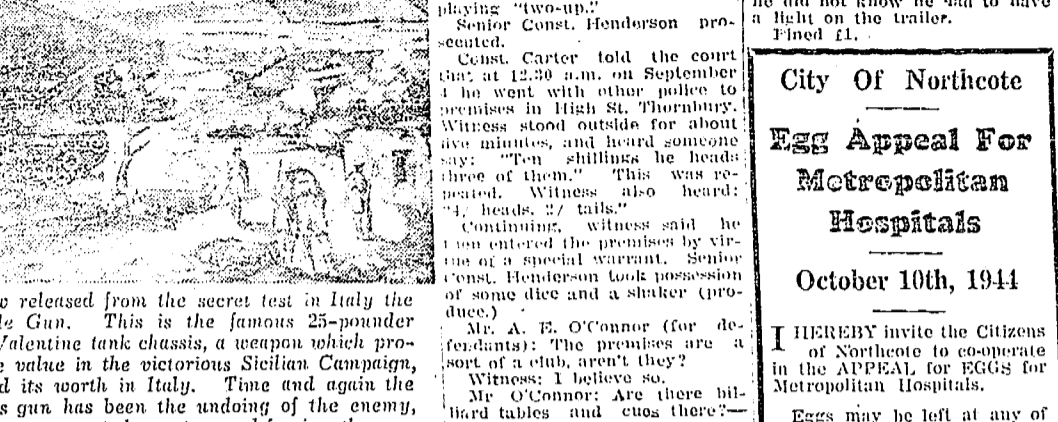 w released from the secret test in Italy the
le Gun. This is the famous 25-pounder
Valentine tank chassis, a weapon which pro-
e value in the victorious Sicilian Campaign,
d its worth in Italy. Time and again the
s gun has been the undoing of the enemy,
playing "two-up."
Senior Const. Henderson pro-
secuted.
Const. Carter told the court
that at 12.30 a.m. on September
4 he went with other police to
premises in High St. Thornbury.
Witness stood outside for about
five minutes, and heard someone
say: "Ten shillings he heads
three of them." This was re-
peated. Witness also heard:
"4/ heads, 2/ tails."
Continuing, witness said he
then entered the premises by vir-
tue of a special warrant. Senior
Const. Henderson took possession
of some dice and a shaker (pro-
duce.)
Mr. A. E. O'Connor (for de-
fendants): The premises are a
sort of a club, aren't they?
Witness: I believe so.
Mr O'Connor: Are there bil-
liard tables and cues there?—
he did not know he had to have
a light on the trailer.
Fined £1.
City Of Northcote
Egg Appeal For
Metropolitan
Hospitals
October 10th, 1944
I HEREBY invite the Citizens
of Northcote to co-operate
in the APPEAL for EGGS for
Metropolitan Hospitals.
Eggs may be left at any of